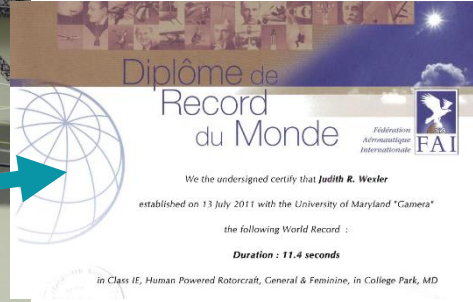 Diplôme de
Record
du Monde
Fédération
Aéronautique
Internationale
FAI
We the undersigned certify that Judith R. Wexler
established on 13 July 2011 with the University of Maryland "Gamera"
the following World Record :
Duration : 11.4 seconds
in Class IE, Human Powered Rotorcraft, General & Feminine, in College Park, MD